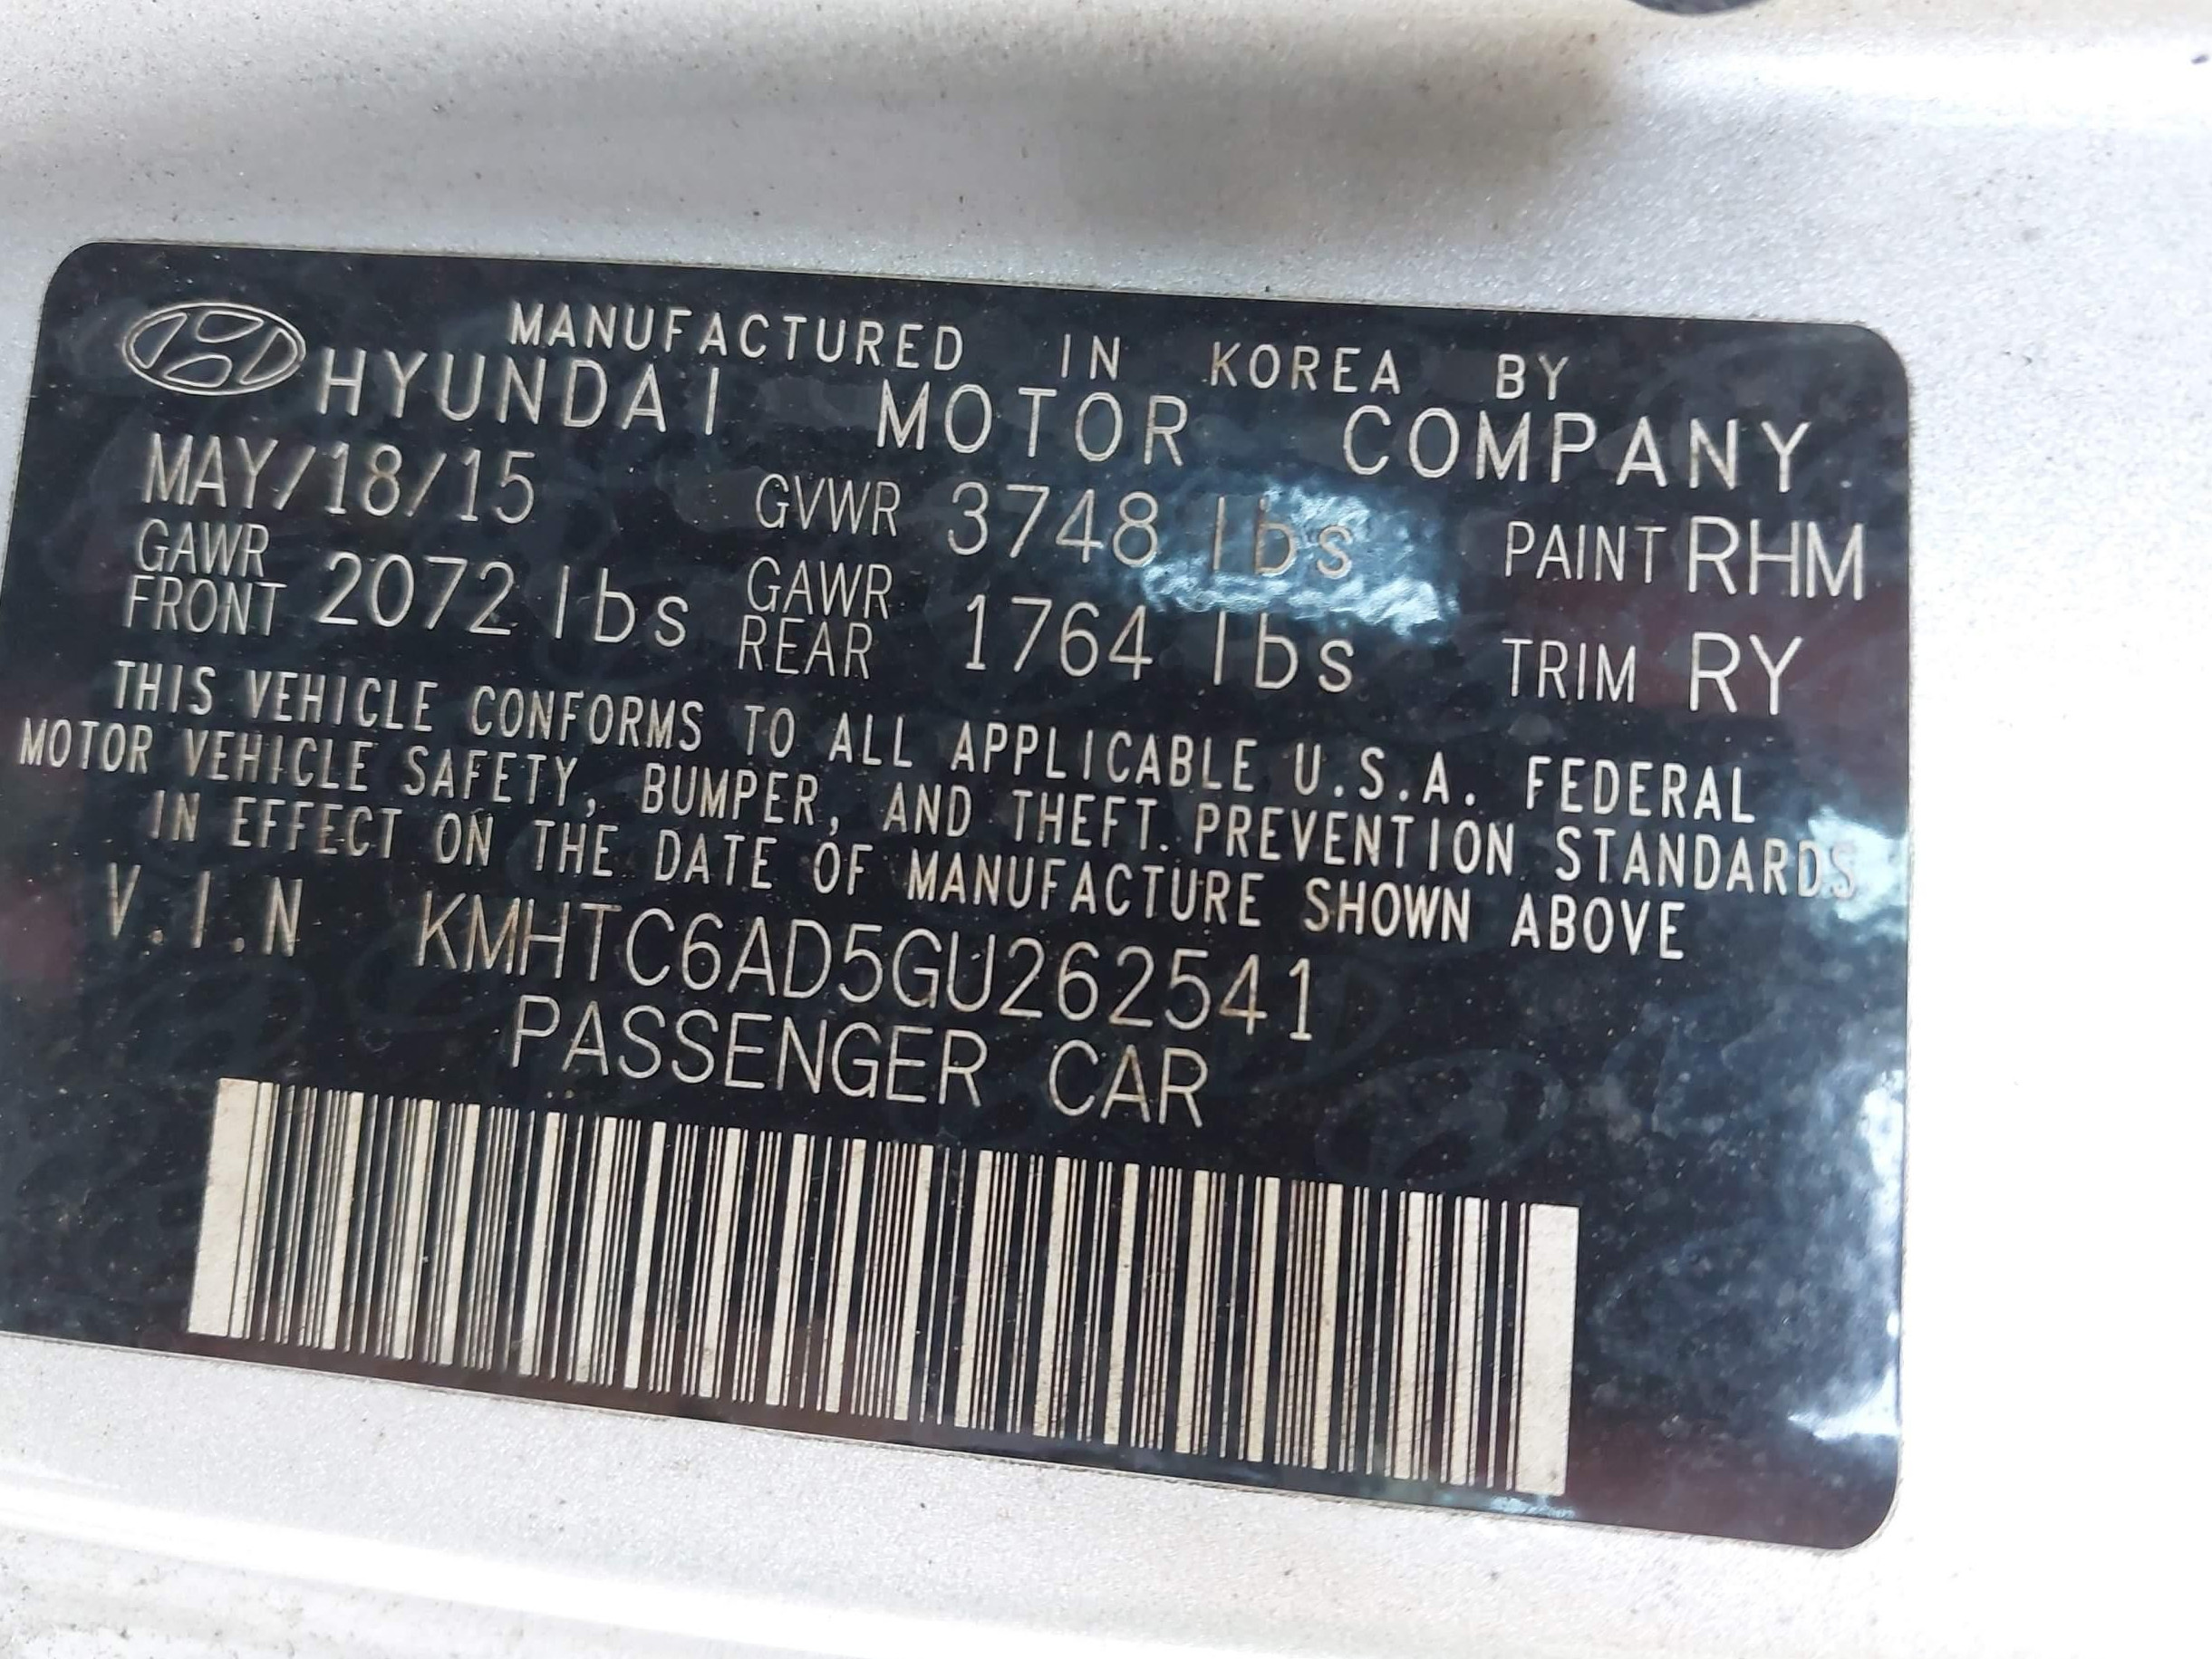 MANUFACTURED IN KOREA BY
HYUNDAI MOTOR COMPANY
MAY/18/15 GVWR 3748 lbs PAINT RHM
GAWR FRONT 2072 lbs GAWR REAR 1764 lbs TRIM RY
THIS VEHICLE CONFORMS TO ALL APPLICABLE U.S.A. FEDERAL
MOTOR VEHICLE SAFETY, BUMPER, AND THEFT PREVENTION STANDARDS
IN EFFECT ON THE DATE OF MANUFACTURE SHOWN ABOVE
V.I.N KMHTC6AD5GU262541
PASSENGER CAR